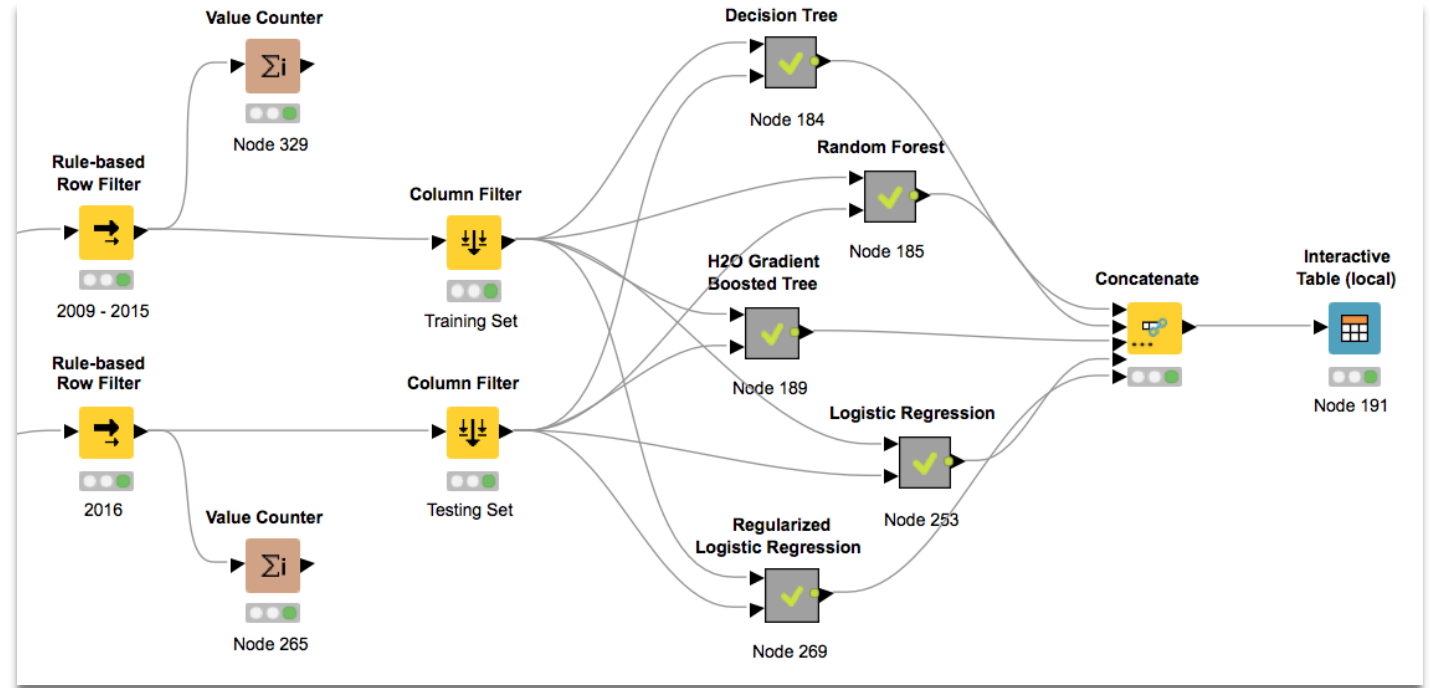 Value Counter
Σi
Node 329
Rule-based
Row Filter
2009 - 2015
Rule-based
Row Filter
2016
Value Counter
Σi
Node 265
Column Filter
Training Set
Column Filter
Testing Set
Decision Tree
Node 184
Random Forest
Node 185
H2O Gradient
Boosted Tree
Node 189
Logistic Regression
Node 253
Regularized
Logistic Regression
Node 269
Concatenate
Interactive
Table (local)
Node 191